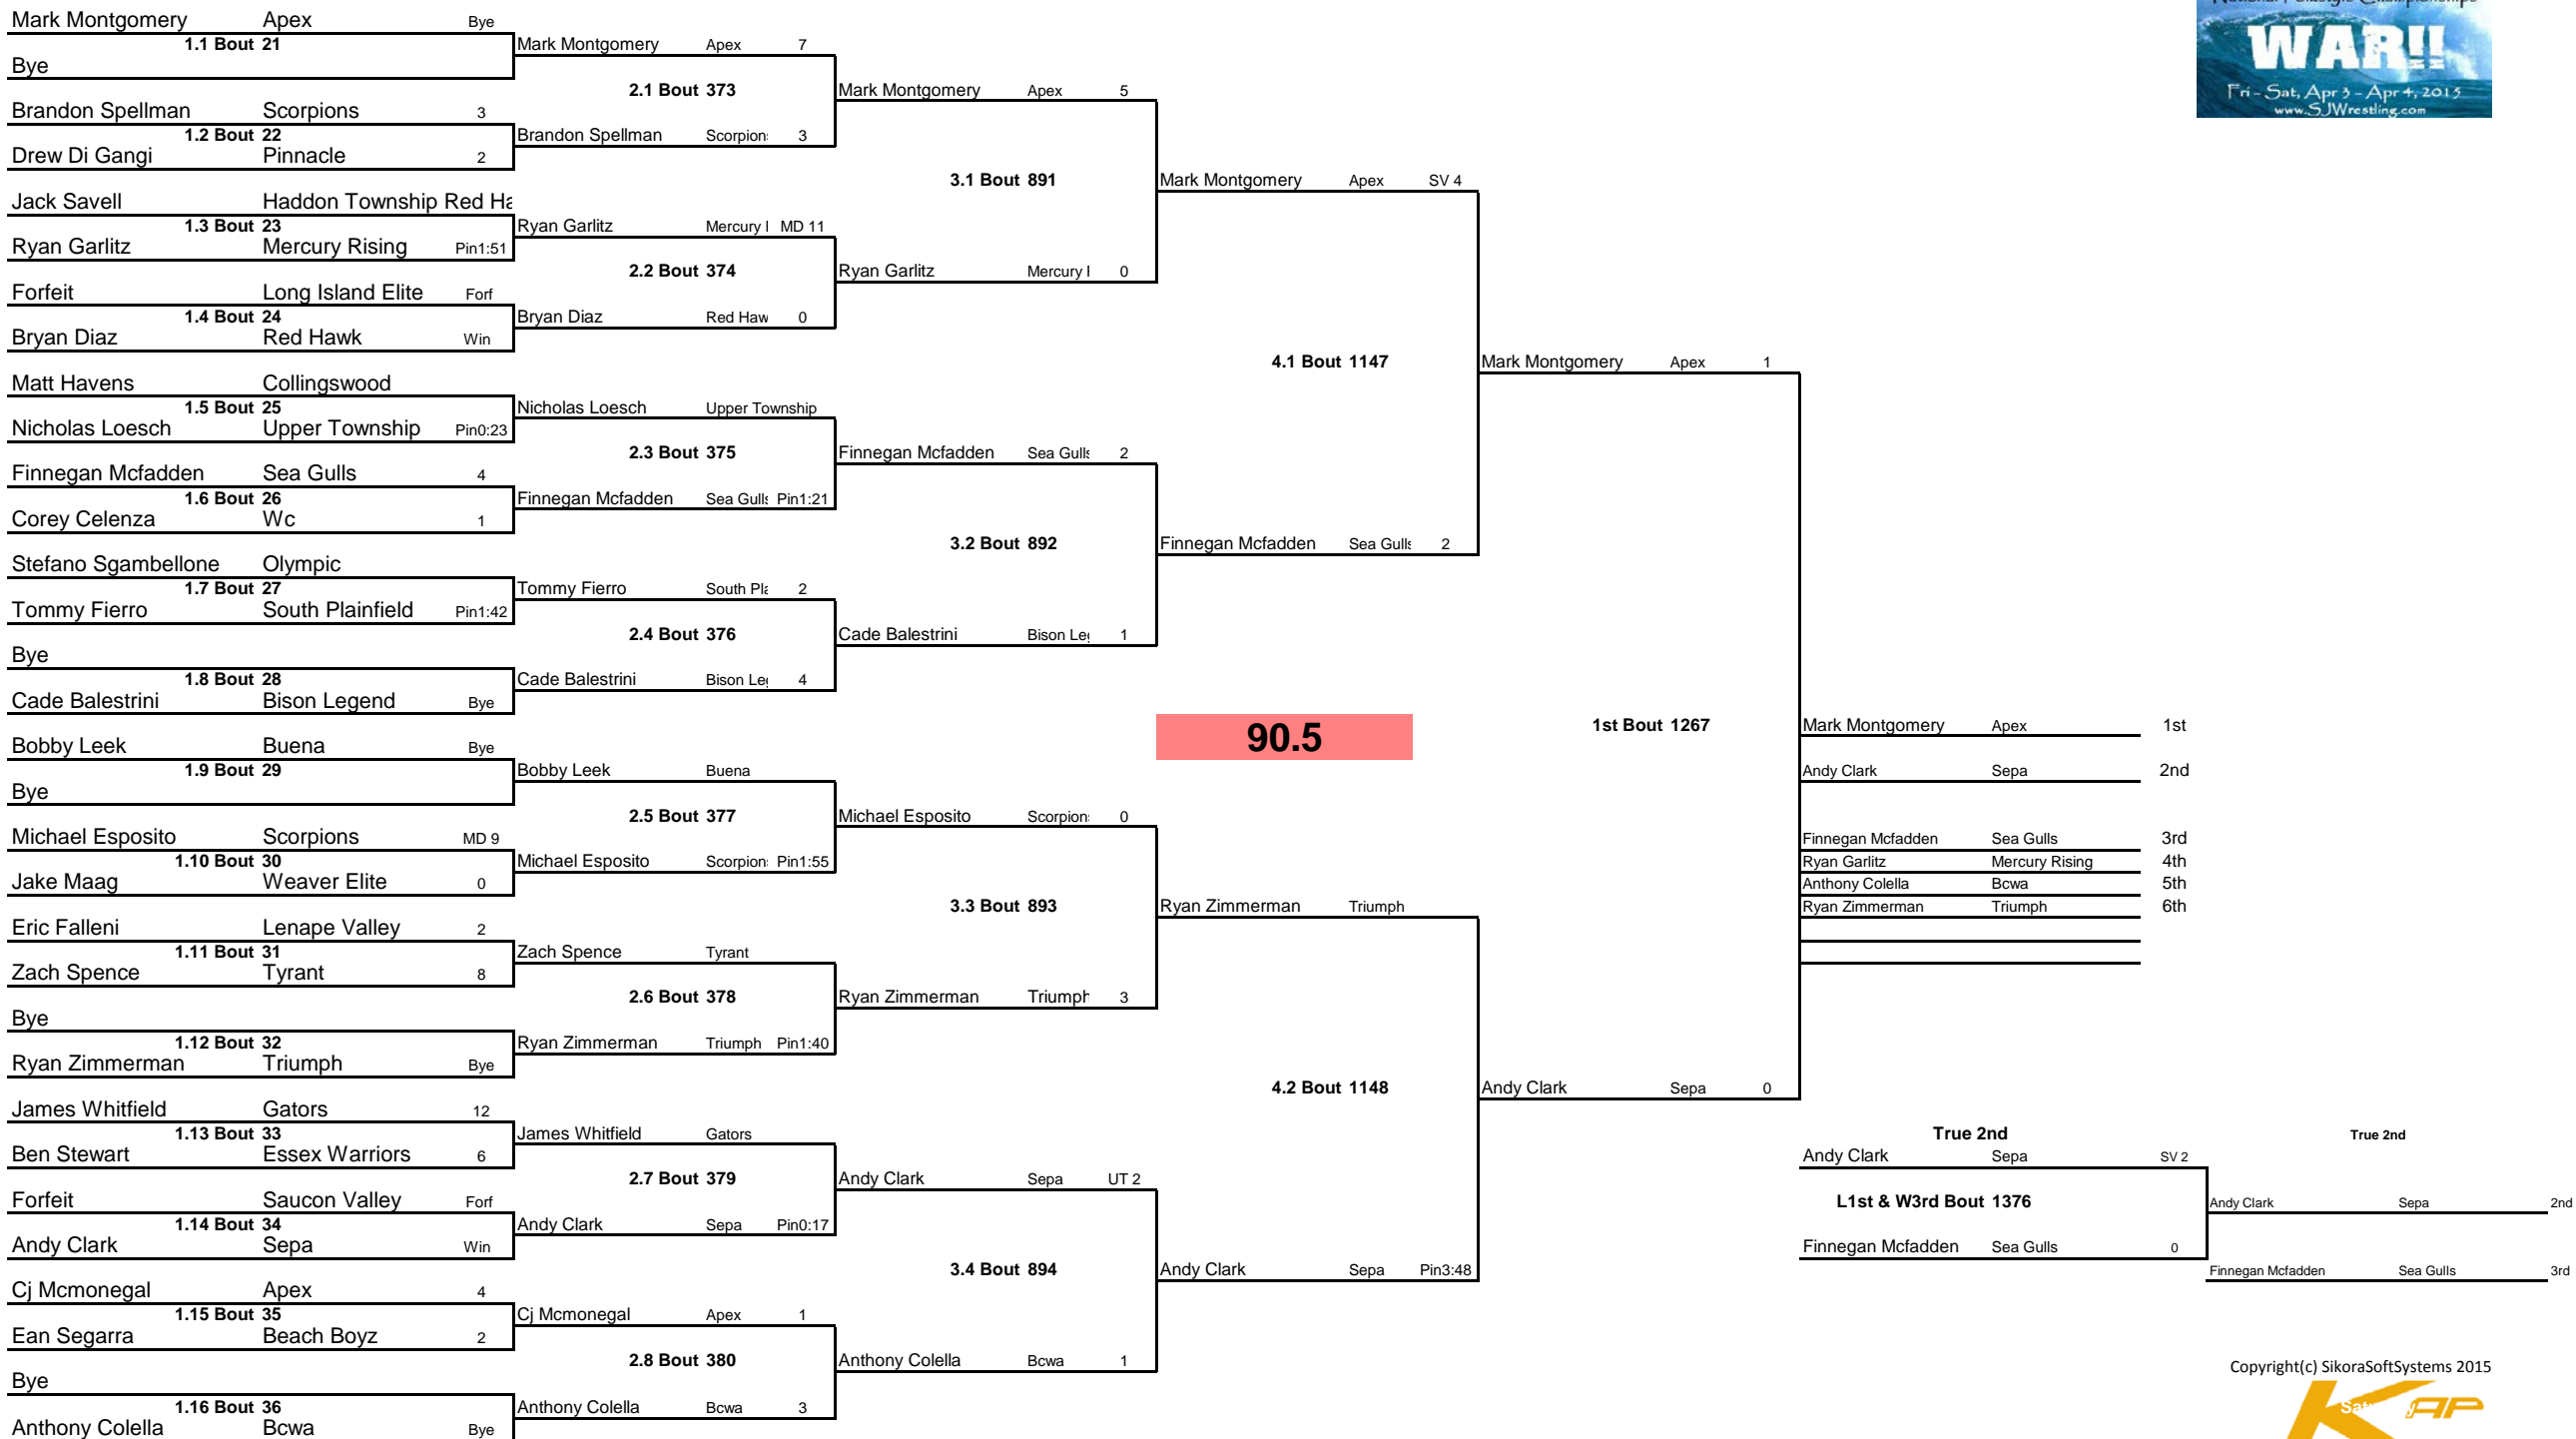 Mark Montgomery Apex Bye
1.1 Bout 21
Bye
Brandon Spellman Scorpions 3
1.2 Bout 22
Drew Di Gangi Pinnacle 2
Jack Savell Haddon Township Red Ha
1.3 Bout 23
Ryan Garlitz Mercury Rising Pin1:51
Forfeit Long Island Elite Forf
1.4 Bout 24
Bryan Diaz Red Hawk Win
Matt Havens Collingswood
1.5 Bout 25
Nicholas Loesch Upper Township Pin0:23
Finnegan Mcfadden Sea Gulls 4
1.6 Bout 26
Corey Celenza Wc 1
Stefano Sgambellone Olympic
1.7 Bout 27
Tommy Fierro South Plainfield Pin1:42
Bye
1.8 Bout 28
Cade Balestrini Bison Legend Bye
Bobby Leek Buena Bye
1.9 Bout 29
Bye
Michael Esposito Scorpions MD 9
1.10 Bout 30
Jake Maag Weaver Elite 0
Eric Falleni Lenape Valley 2
1.11 Bout 31
Zach Spence Tyrant 8
Bye
1.12 Bout 32
Ryan Zimmerman Triumph Bye
James Whitfield Gators 12
1.13 Bout 33
Ben Stewart Essex Warriors 6
Forfeit Saucon Valley Forf
1.14 Bout 34
Andy Clark Sepa Win
Cj Mcmonegal Apex 4
1.15 Bout 35
Ean Segarra Beach Boyz 2
Bye
1.16 Bout 36
Anthony Colella Bcwa Bye
Mark Montgomery Apex 7
2.1 Bout 373
Brandon Spellman Scorpion 3
Ryan Garlitz Mercury MD 11
2.2 Bout 374
Bryan Diaz Red Haw 0
Nicholas Loesch Upper Township
2.3 Bout 375
Finnegan Mcfadden Sea Gulls Pin1:21
Tommy Fierro South Pla 2
2.4 Bout 376
Cade Balestrini Bison Leg 4
Bobby Leek Buena
2.5 Bout 377
Michael Esposito Scorpion Pin1:55
Zach Spence Tyrant
2.6 Bout 378
Ryan Zimmerman Triumph Pin1:40
James Whitfield Gators
2.7 Bout 379
Andy Clark Sepa Pin0:17
Cj Mcmonegal Apex 1
2.8 Bout 380
Anthony Colella Bcwa 3
Mark Montgomery Apex 5
3.1 Bout 891
Ryan Garlitz Mercury 0
Finnegan Mcfadden Sea Gulls 2
3.2 Bout 892
Cade Balestrini Bison Leg 1
Michael Esposito Scorpion 0
3.3 Bout 893
Ryan Zimmerman Triumph 3
Andy Clark Sepa UT 2
3.4 Bout 894
Anthony Colella Bcwa 1
Mark Montgomery Apex SV 4
4.1 Bout 1147
Finnegan Mcfadden Sea Gulls 2
90.5
Ryan Zimmerman Triumph
4.2 Bout 1148
Andy Clark Sepa Pin3:48
Mark Montgomery Apex 1
1st Bout 1267
Andy Clark Sepa 0
Mark Montgomery Apex 1st
Andy Clark Sepa 2nd
Finnegan Mcfadden Sea Gulls 3rd
Ryan Garlitz Mercury Rising 4th
Anthony Colella Bcwa 5th
Ryan Zimmerman Triumph 6th
True 2nd
Andy Clark Sepa SV 2
L1st & W3rd Bout 1376
Finnegan Mcfadden Sea Gulls 0
True 2nd
Andy Clark Sepa 2nd
Finnegan Mcfadden Sea Gulls 3rd
WAR!!
Fri - Sat, Apr 3 - Apr 4, 2015
www.SJWrestling.com
Copyright(c) SikoraSoftSystems 2015
KAP